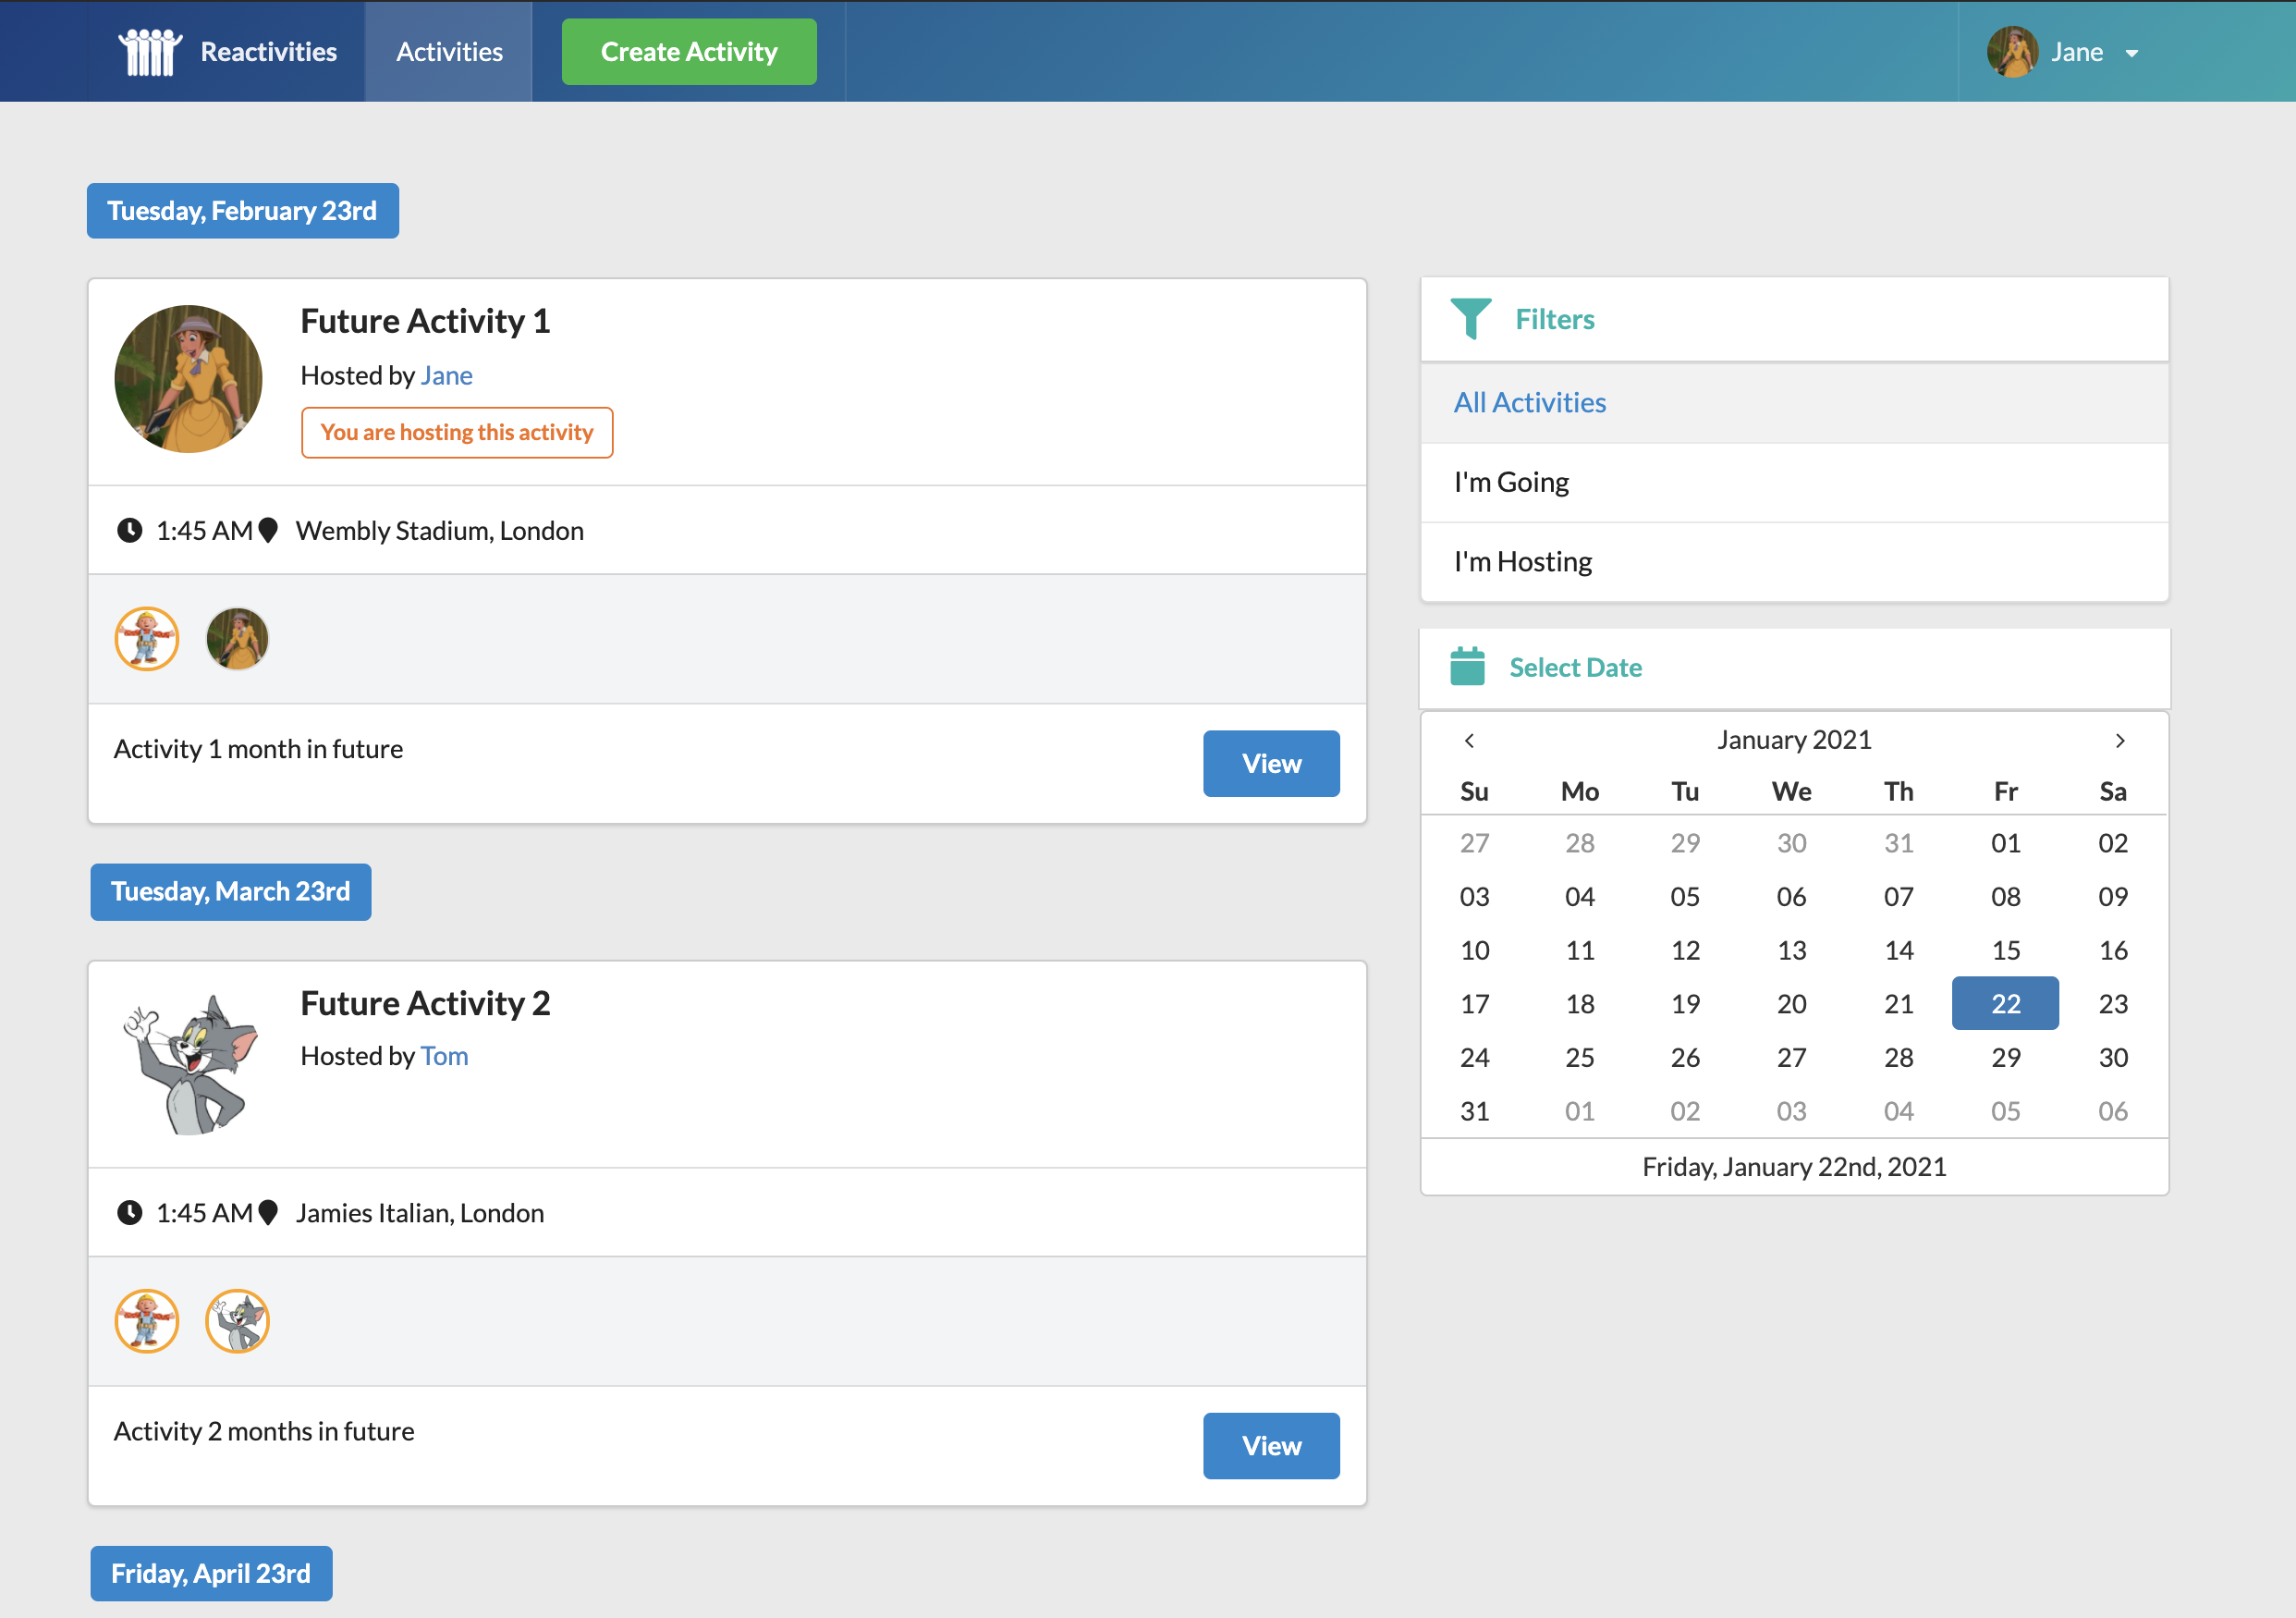 Reactivities
Activities
Create Activity
Jane
Tuesday, February 23rd
Future Activity 1
Hosted by Jane
You are hosting this activity
1:45 AM Wembly Stadium, London
Activity 1 month in future
View
Tuesday, March 23rd
Future Activity 2
Hosted by Tom
1:45 AM Jamies Italian, London
Activity 2 months in future
View
Friday, April 23rd
Filters
All Activities
I'm Going
I'm Hosting
Select Date
January 2021
Su Mo Tu We Th Fr Sa
27 28 29 30 31 01 02
03 04 05 06 07 08 09
10 11 12 13 14 15 16
17 18 19 20 21 22 23
24 25 26 27 28 29 30
31 01 02 03 04 05 06
Friday, January 22nd, 2021